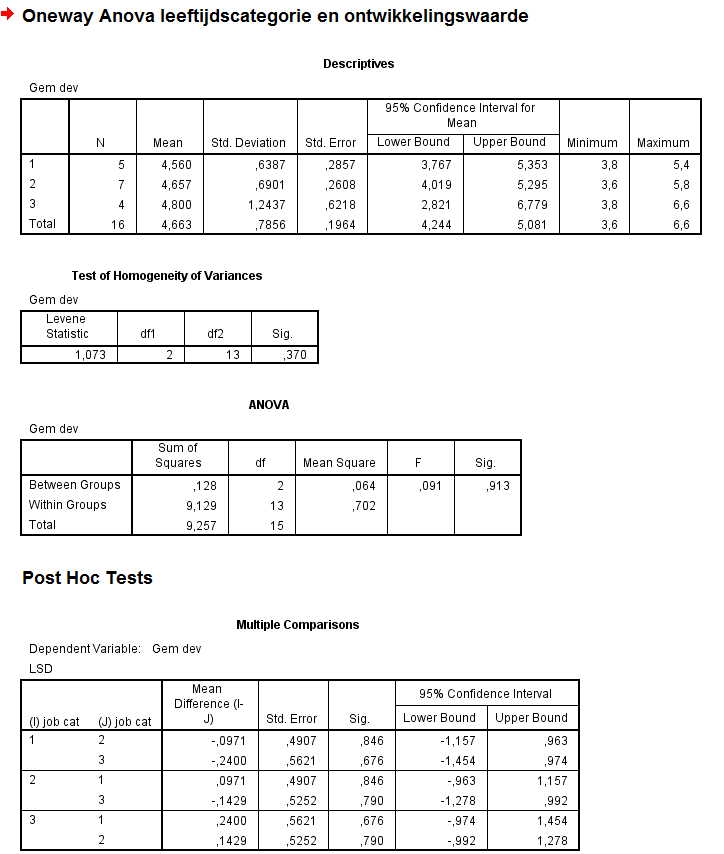 Oneway Anova leeftijdscategorie en ontwikkelingswaarde
Descriptives
Gem dev
95% Confidence Interval for
Mean
N Mean Std. Deviation Std. Error Lower Bound Upper Bound Minimum Maximum
1 5 4,560 ,6387 ,2857 3,767 5,353 3,8 5,4
2 7 4,657 ,6901 ,2608 4,019 5,295 3,6 5,8
3 4 4,800 1,2437 ,6218 2,821 6,779 3,8 6,6
Total 16 4,663 ,7856 ,1964 4,244 5,081 3,6 6,6
Test of Homogeneity of Variances
Gem dev
Levene
Statistic df1 df2 Sig.
1,073 2 13 ,370
ANOVA
Gem dev
Sum of
Squares df Mean Square F Sig.
Between Groups ,128 2 ,064 ,091 ,913
Within Groups 9,129 13 ,702
Total 9,257 15
Post Hoc Tests
Multiple Comparisons
Dependent Variable: Gem dev
LSD
Mean
Difference (I-
J)
95% Confidence Interval
(I) job cat (J) job cat Std. Error Sig. Lower Bound Upper Bound
1 2 -,0971 ,4907 ,846 -1,157 ,963
3 -,2400 ,5621 ,676 -1,454 ,974
2 1 ,0971 ,4907 ,846 -,963 1,157
3 -,1429 ,5252 ,790 -1,278 ,992
3 1 ,2400 ,5621 ,676 -,974 1,454
2 ,1429 ,5252 ,790 -,992 1,278